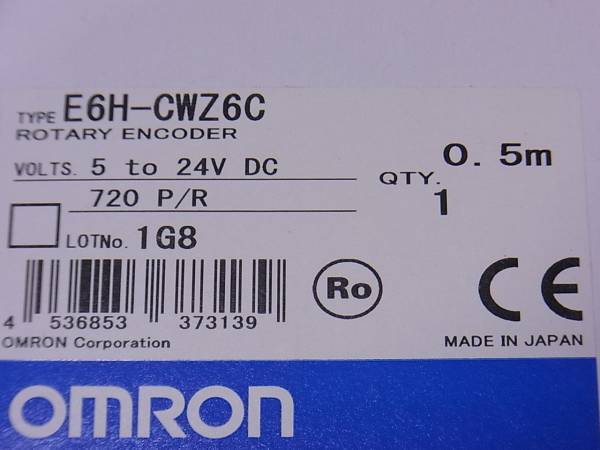 TYPE E6H-CWZ6C
ROTARY ENCODER
VOLTS. 5 to 24V DC
0. 5m
720 P/R
QTY. 1
LOTNo. 1G8
Ro
CE
4 536853 373139
OMRON Corporation
MADE IN JAPAN
OMRON